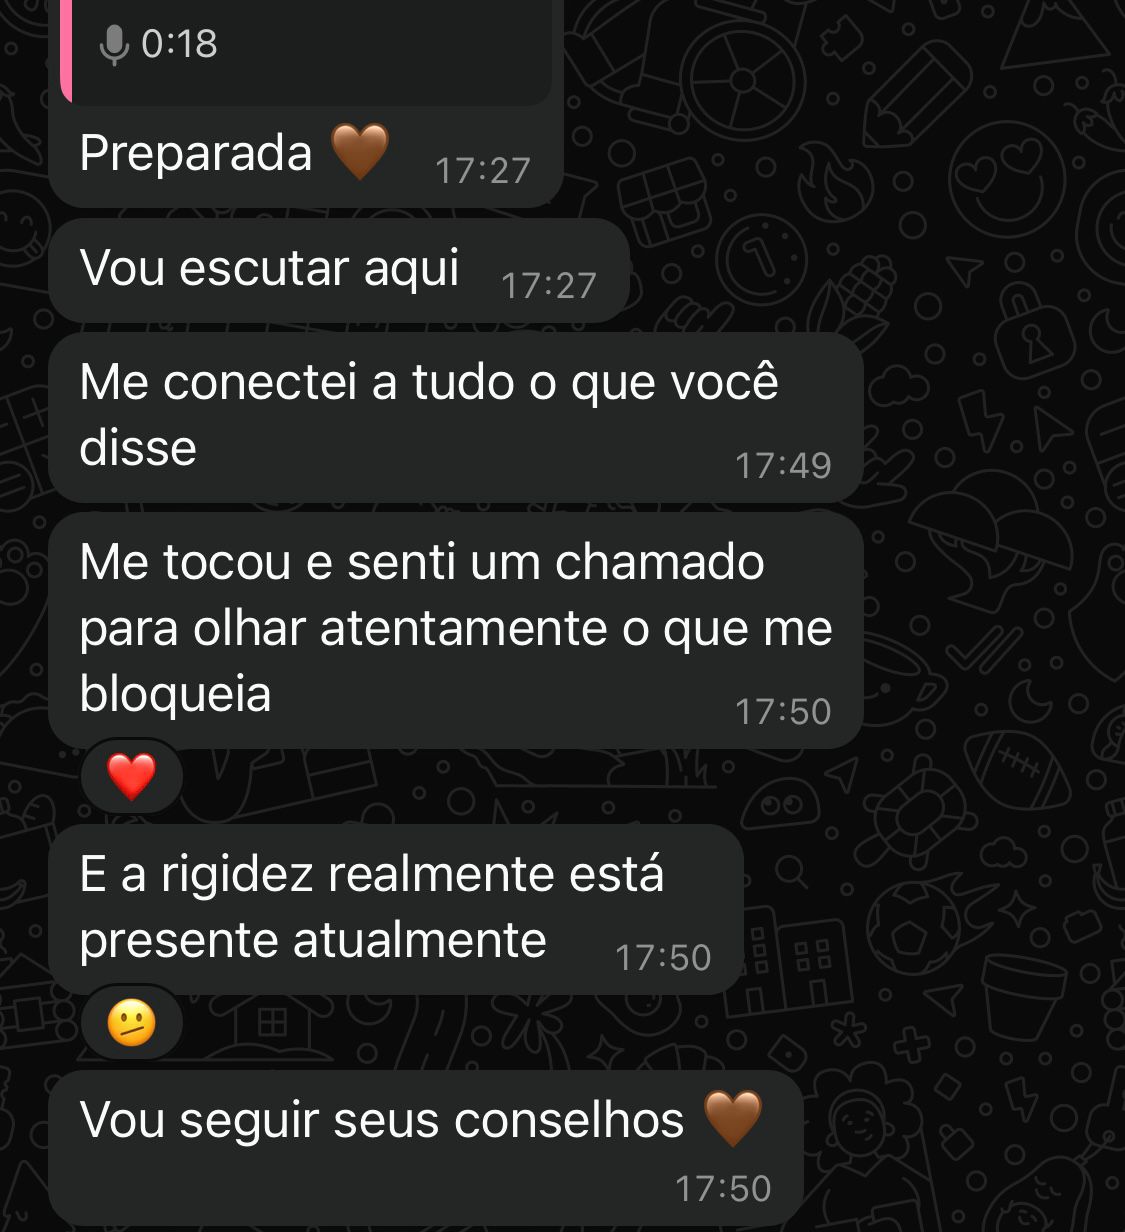 0:18
Preparada 🤎 17:27
Vou escutar aqui 17:27
Me conectei a tudo o que você
disse 17:49
Me tocou e senti um chamado
para olhar atentamente o que me
bloqueia 17:50
❤️
E a rigidez realmente está
presente atualmente 17:50
🫤
Vou seguir seus conselhos 🤎
17:50